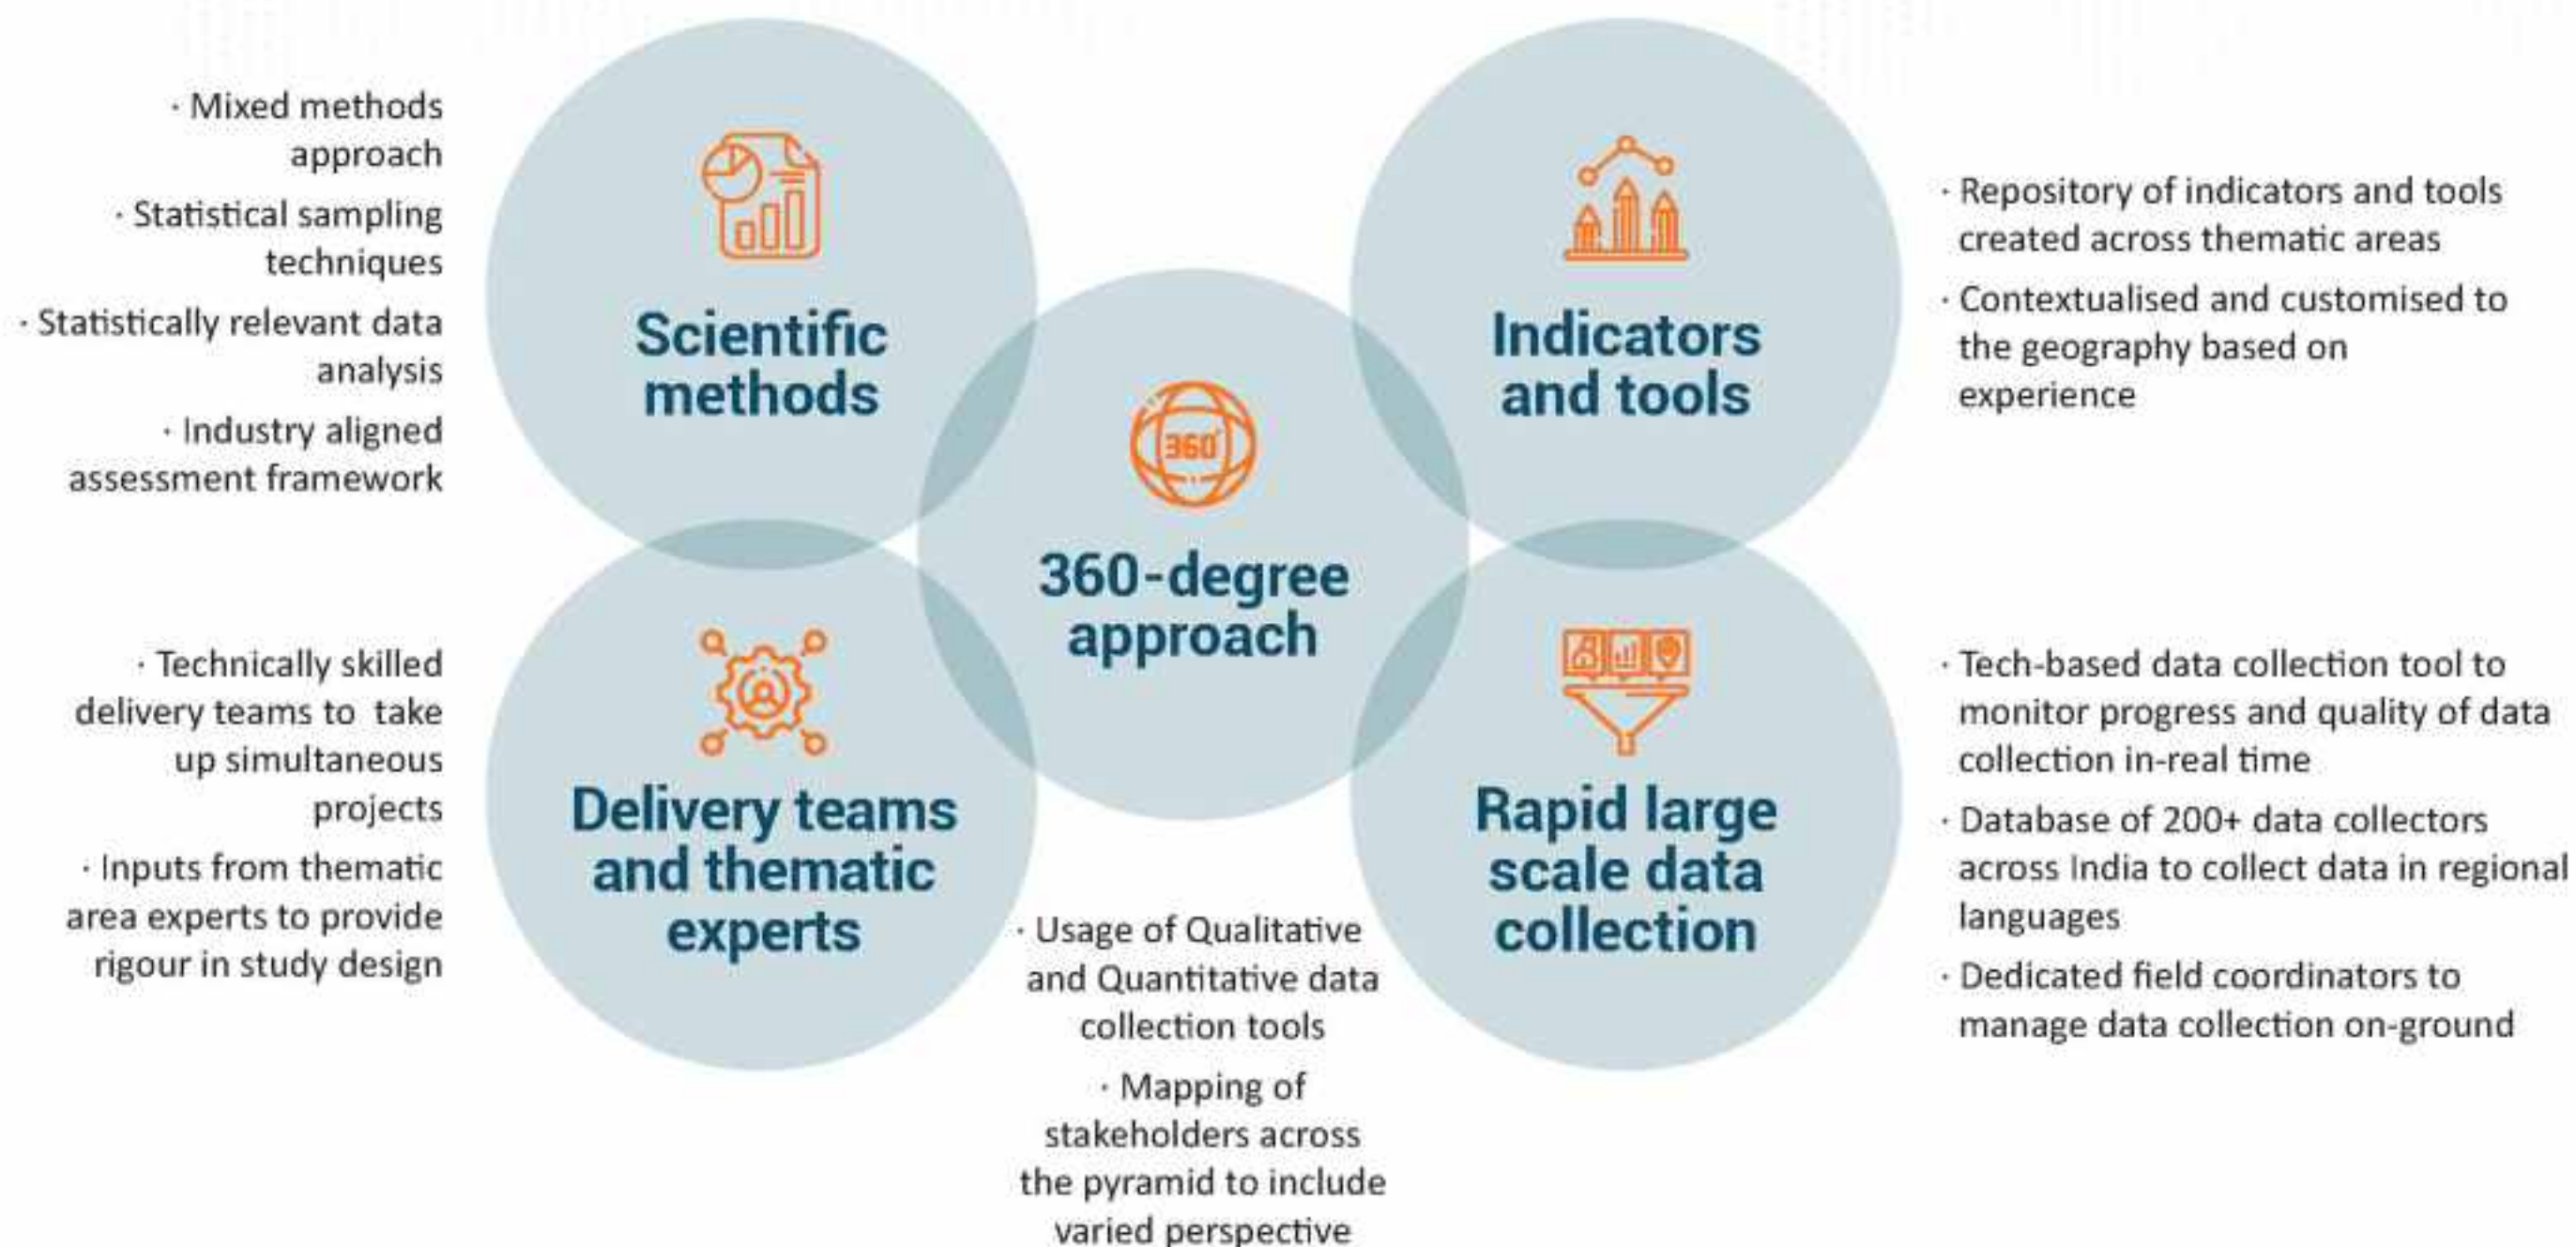 · Mixed methods
approach
· Statistical sampling
techniques
· Statistically relevant data
analysis
· Industry aligned
assessment framework
Scientific
methods
Indicators
and tools
· Repository of indicators and tools
created across thematic areas
· Contextualised and customised to
the geography based on
experience
360°
360-degree
approach
· Technically skilled
delivery teams to take
up simultaneous
projects
· Inputs from thematic
area experts to provide
rigour in study design
Delivery teams
and thematic
experts
· Usage of Qualitative
and Quantitative data
collection tools
· Mapping of
stakeholders across
the pyramid to include
varied perspective
Rapid large
scale data
collection
· Tech-based data collection tool to
monitor progress and quality of data
collection in-real time
· Database of 200+ data collectors
across India to collect data in regional
languages
· Dedicated field coordinators to
manage data collection on-ground